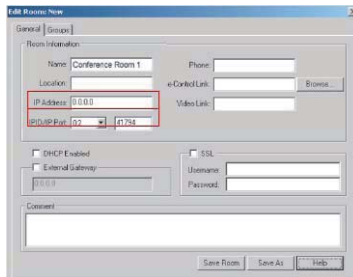 Edit Room: New
General Groups
Room Information
Name: Conference Room 1
Phone:
Location:
e-Control Link:
Browse...
IP Address: 0.0.0.0
Video Link:
IPID/IP Port: 02 41794
DHCP Enabled
SSL
External Gateway
Username:
0.0.0.0
Password:
Comment
Save Room Save As Help